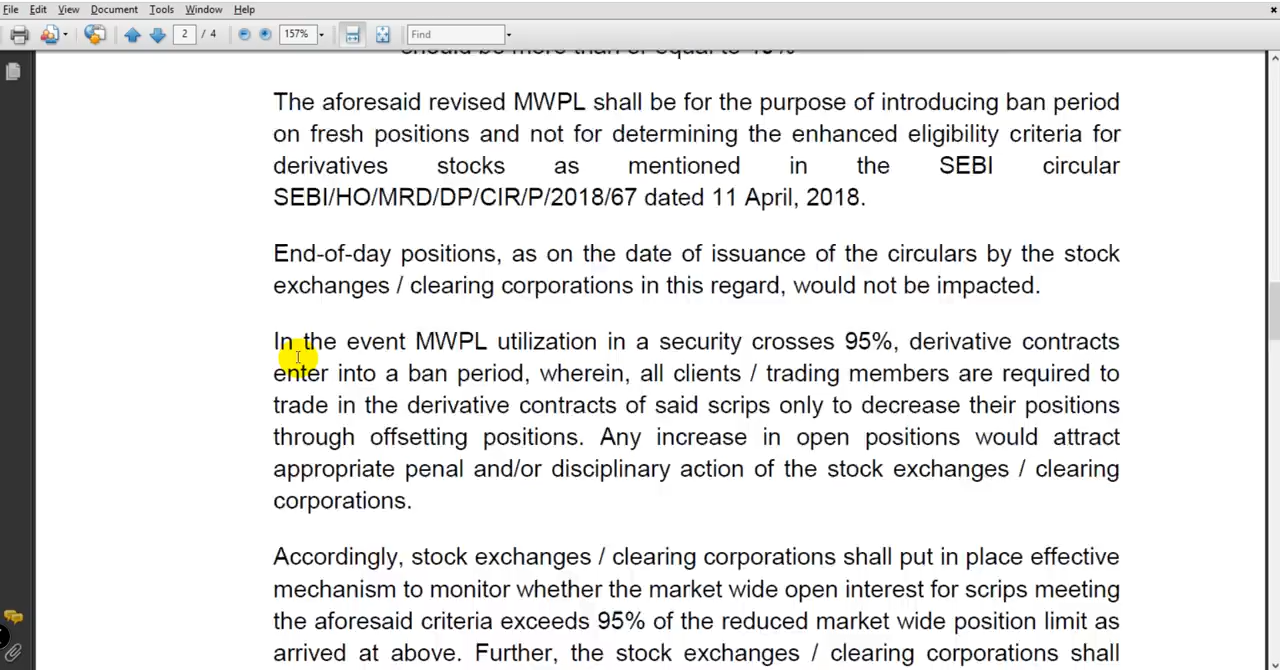 File Edit View Document Tools Window Help
2 / 4 157% Find
should be more than or equal to 40%
The aforesaid revised MWPL shall be for the purpose of introducing ban period
on fresh positions and not for determining the enhanced eligibility criteria for
derivatives stocks as mentioned in the SEBI circular
SEBI/HO/MRD/DP/CIR/P/2018/67 dated 11 April, 2018.
End-of-day positions, as on the date of issuance of the circulars by the stock
exchanges / clearing corporations in this regard, would not be impacted.
In the event MWPL utilization in a security crosses 95%, derivative contracts
enter into a ban period, wherein, all clients / trading members are required to
trade in the derivative contracts of said scrips only to decrease their positions
through offsetting positions. Any increase in open positions would attract
appropriate penal and/or disciplinary action of the stock exchanges / clearing
corporations.
Accordingly, stock exchanges / clearing corporations shall put in place effective
mechanism to monitor whether the market wide open interest for scrips meeting
the aforesaid criteria exceeds 95% of the reduced market wide position limit as
arrived at above. Further, the stock exchanges / clearing corporations shall